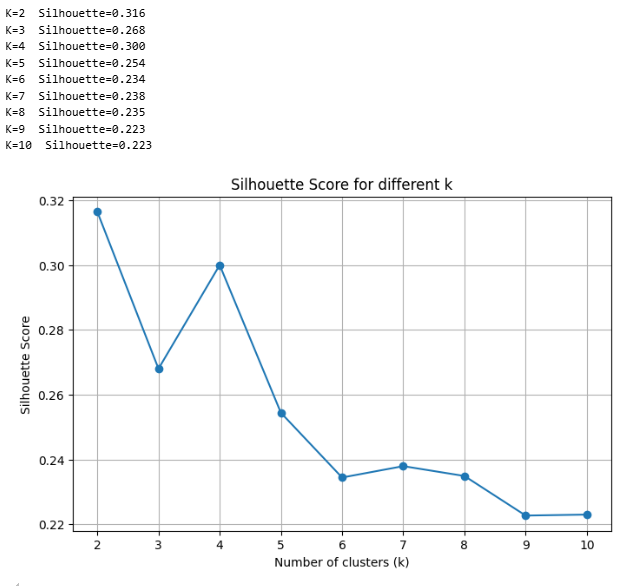 K=2  Silhouette=0.316
K=3  Silhouette=0.268
K=4  Silhouette=0.300
K=5  Silhouette=0.254
K=6  Silhouette=0.234
K=7  Silhouette=0.238
K=8  Silhouette=0.235
K=9  Silhouette=0.223
K=10  Silhouette=0.223
Silhouette Score for different k
0.32
0.30
0.28
0.26
0.24
0.22
Silhouette Score
2 3 4 5 6 7 8 9 10
Number of clusters (k)